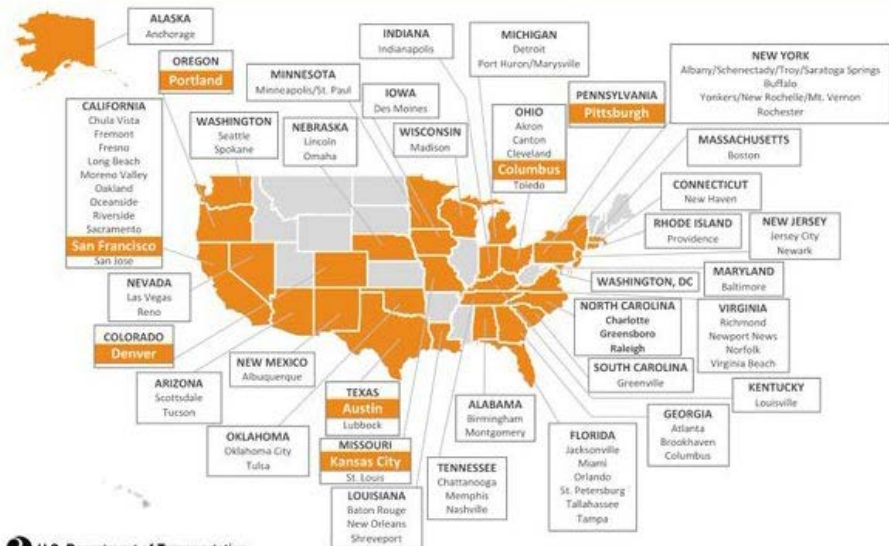 ALASKA
Anchorage
OREGON
Portland
CALIFORNIA
Chula Vista
Fremont
Fresno
Long Beach
Moreno Valley
Oakland
Oceanside
Riverside
Sacramento
San Francisco
San Jose
WASHINGTON
Seattle
Spokane
MINNESOTA
Minneapolis/St. Paul
NEBRASKA
Lincoln
Omaha
IOWA
Des Moines
INDIANA
Indianapolis
WISCONSIN
Madison
MICHIGAN
Detroit
Port Huron/Marysville
OHIO
Akron
Canton
Cleveland
Columbus
Toledo
PENNSYLVANIA
Pittsburgh
NEW YORK
Albany/Schenectady/Troy/Saratoga Springs
Buffalo
Yonkers/New Rochelle/Mt. Vernon
Rochester
MASSACHUSETTS
Boston
CONNECTICUT
New Haven
RHODE ISLAND
Providence
NEW JERSEY
Jersey City
Newark
WASHINGTON, DC
MARYLAND
Baltimore
NORTH CAROLINA
Charlotte
Greensboro
Raleigh
VIRGINIA
Richmond
Newport News
Norfolk
Virginia Beach
SOUTH CAROLINA
Greenville
KENTUCKY
Louisville
NEVADA
Las Vegas
Reno
COLORADO
Denver
ARIZONA
Scottsdale
Tucson
NEW MEXICO
Albuquerque
OKLAHOMA
Oklahoma City
Tulsa
TEXAS
Austin
Lubbock
MISSOURI
Kansas City
St. Louis
LOUISIANA
Baton Rouge
New Orleans
Shreveport
TENNESSEE
Chattanooga
Memphis
Nashville
ALABAMA
Birmingham
Montgomery
FLORIDA
Jacksonville
Miami
Orlando
St. Petersburg
Tallahassee
Tampa
GEORGIA
Atlanta
Brookhaven
Columbus
U.S. Department of Transportation